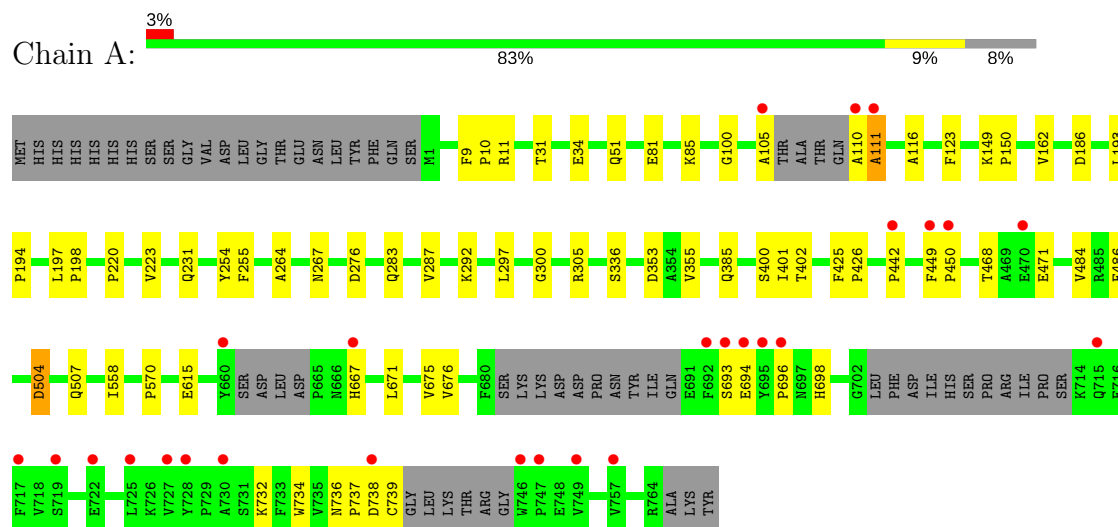 3%
Chain A:
83% 9% 8%
MET HIS HIS HIS HIS HIS HIS SER SER GLY VAL ASP LEU GLY THR GLU ASN LEU TYR PHE GLN SER M1 F9 P10 R11 T31 E34 Q51 E81 K85 G100 A105 THR ALA THR GLN A110 A111 A116 F123 K149 P150 V162 D186 L193
P194 L197 P198 P220 V223 Q231 Y254 F255 A264 N267 D276 Q283 V287 K292 L297 G300 R305 S336 D353 A354 V355 Q385 S400 I401 T402 F425 P426 P442 F449 P450 T468 A469 E470 E471 V484 R485
D504 Q507 I558 P570 E615 Y660 SER ASP LEU ASP P665 N666 H667 L671 V675 V676 F680 SER LYS LYS ASP ASP PRO ASN TYR ILE GLN E691 F692 S693 E694 Y695 P696 N697 H698 G702 LEU PHE ASP ILE HIS SER PRO ARG ILE PRO SER K714 Q715
F717 V718 S719 E722 L725 K726 V727 Y728 P729 A730 S731 K732 F733 W734 V735 N736 P737 D738 C739 GLY LEU LYS THR ARG GLY W746 P747 E748 V749 V757 R764 ALA LYS TYR